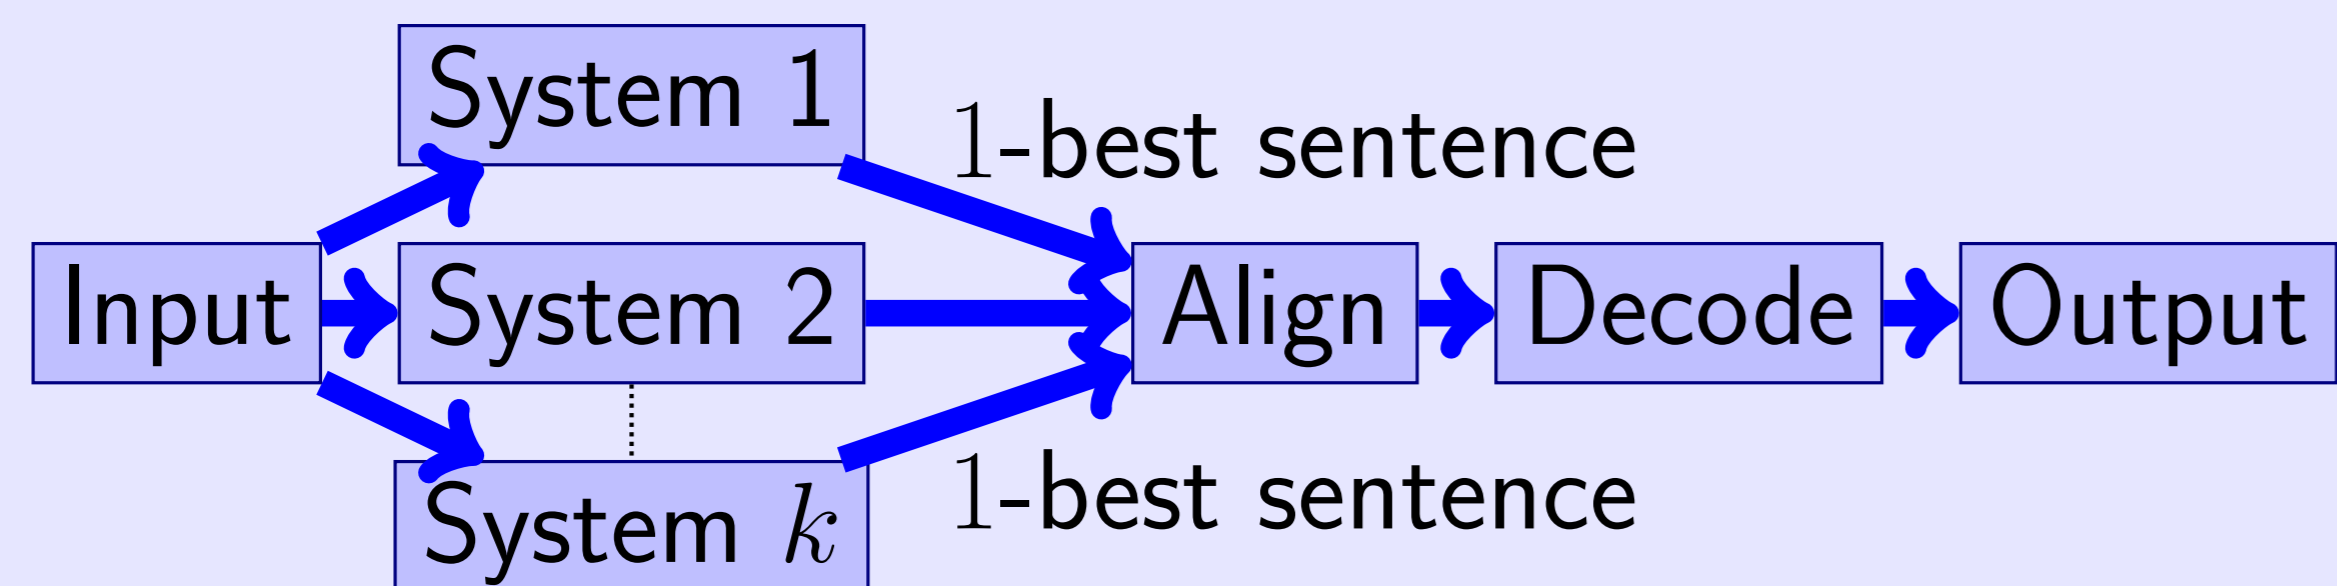 System 1
1-best sentence
Input
System 2
Align
Decode
Output
System k
1-best sentence